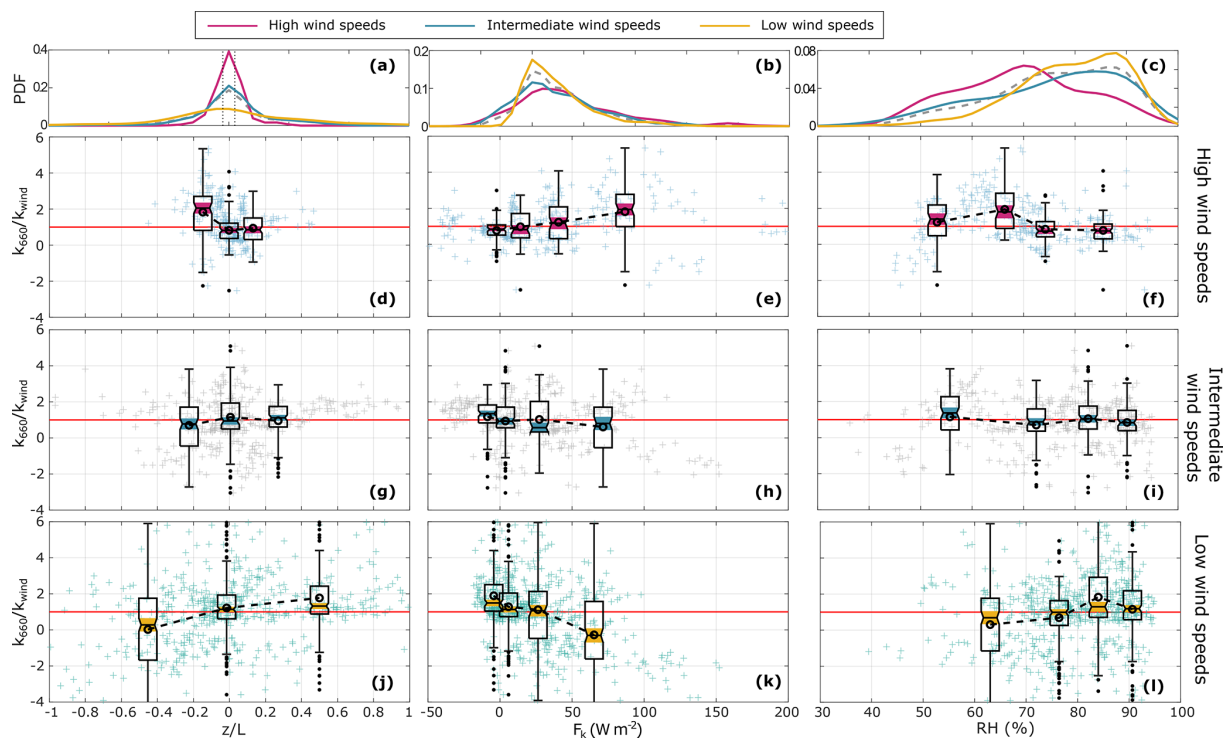 High wind speeds Intermediate wind speeds Low wind speeds
0.4 0.2 0.08
(a) (b) (c)
PDF
0.2 0.1 0.04
0 0 0
6
4
2
0
-2
-4
k660/kwind
(d) (e) (f)
High wind speeds
6
4
2
0
-2
-4
k660/kwind
(g) (h) (i)
Intermediate
wind speeds
6
4
2
0
-2
-4
k660/kwind
(j) (k) (l)
Low wind speeds
-1 -0.8 -0.6 -0.4 -0.2 0 0.2 0.4 0.6 0.8 1 -50 0 50 100 150 200 30 40 50 60 70 80 90 100
z/L Fk (W m-2) RH (%)